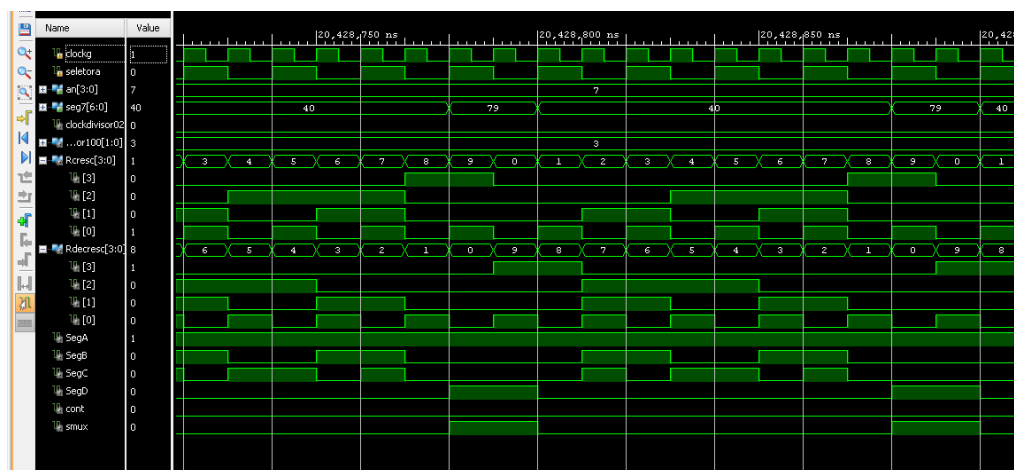 Name Value
20,428,750 ns 20,428,800 ns 20,428,850 ns 20,428
clockg 1
seletora 0
an[3:0] 7 7
seg7[6:0] 40 40 79 40 79 40
clockdivisor02 0
...or100[1:0] 3 3
Rcresc[3:0] 1 3 4 5 6 7 8 9 0 1 2 3 4 5 6 7 8 9 0 1
[3] 0
[2] 0
[1] 0
[0] 1
Rdecresc[3:0] 8 6 5 4 3 2 1 0 9 8 7 6 5 4 3 2 1 0 9 8
[3] 1
[2] 0
[1] 0
[0] 0
SegA 1
SegB 0
SegC 0
SegD 0
cont 0
smux 0